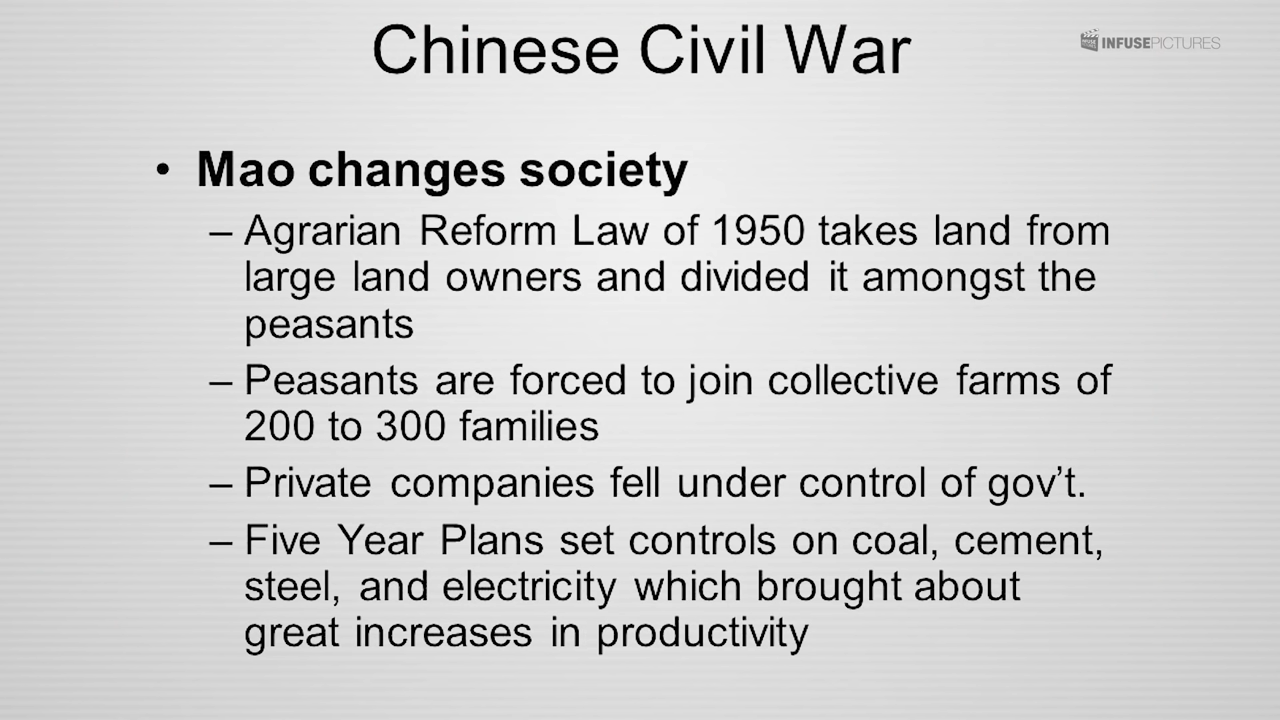 Chinese Civil War
INFUSEPICTURES
• Mao changes society
– Agrarian Reform Law of 1950 takes land from
large land owners and divided it amongst the
peasants
– Peasants are forced to join collective farms of
200 to 300 families
– Private companies fell under control of gov’t.
– Five Year Plans set controls on coal, cement,
steel, and electricity which brought about
great increases in productivity